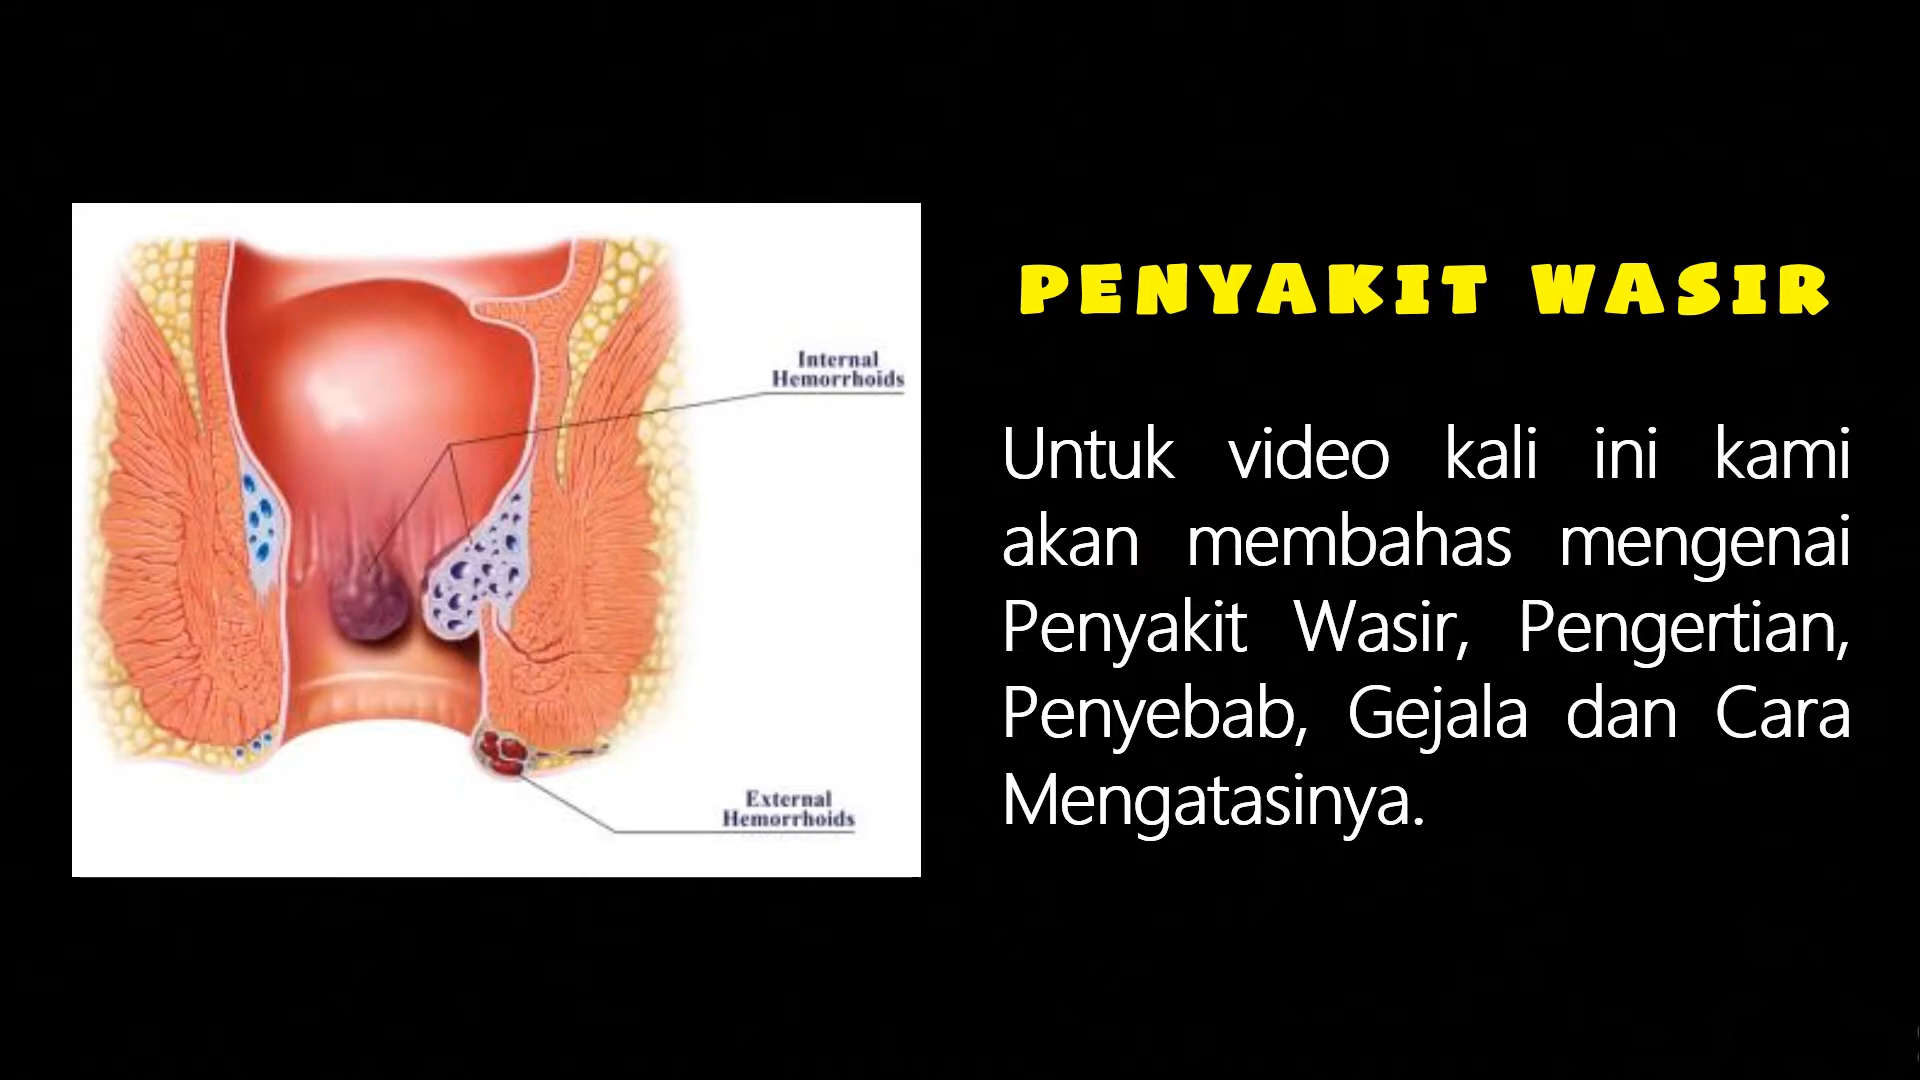 Internal
Hemorrhoids
External
Hemorrhoids
PENYAKIT WASIR
Untuk video kali ini kami
akan membahas mengenai
Penyakit Wasir, Pengertian,
Penyebab, Gejala dan Cara
Mengatasinya.